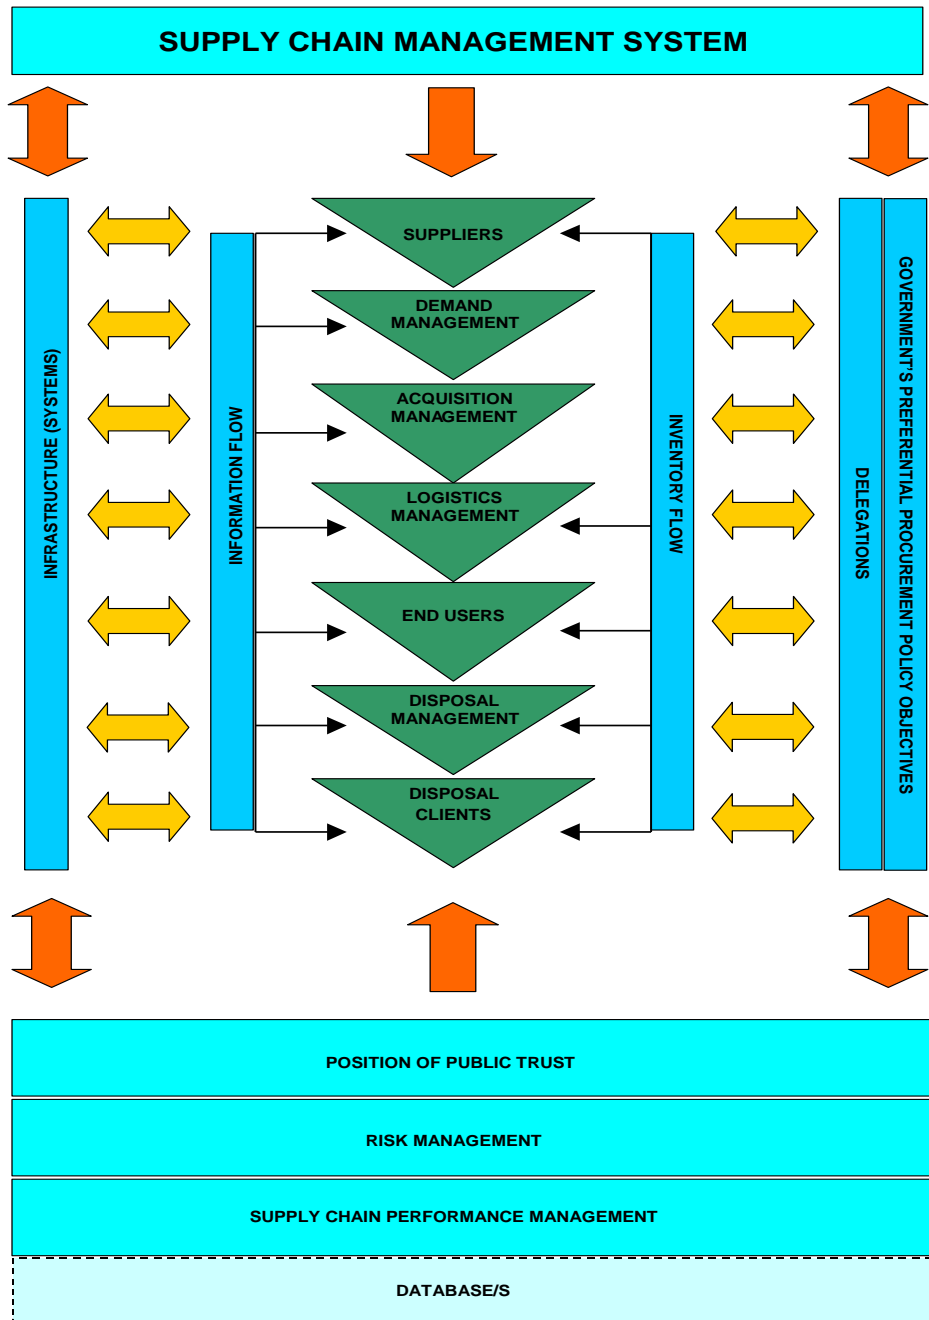 SUPPLY CHAIN MANAGEMENT SYSTEM
INFRASTRUCTURE (SYSTEMS)
INFORMATION FLOW
SUPPLIERS
DEMAND
MANAGEMENT
ACQUISITION
MANAGEMENT
LOGISTICS
MANAGEMENT
END USERS
DISPOSAL
MANAGEMENT
DISPOSAL
CLIENTS
INVENTORY FLOW
DELEGATIONS
GOVERNMENT'S PREFERENTIAL PROCUREMENT POLICY OBJECTIVES
POSITION OF PUBLIC TRUST
RISK MANAGEMENT
SUPPLY CHAIN PERFORMANCE MANAGEMENT
DATABASE/S